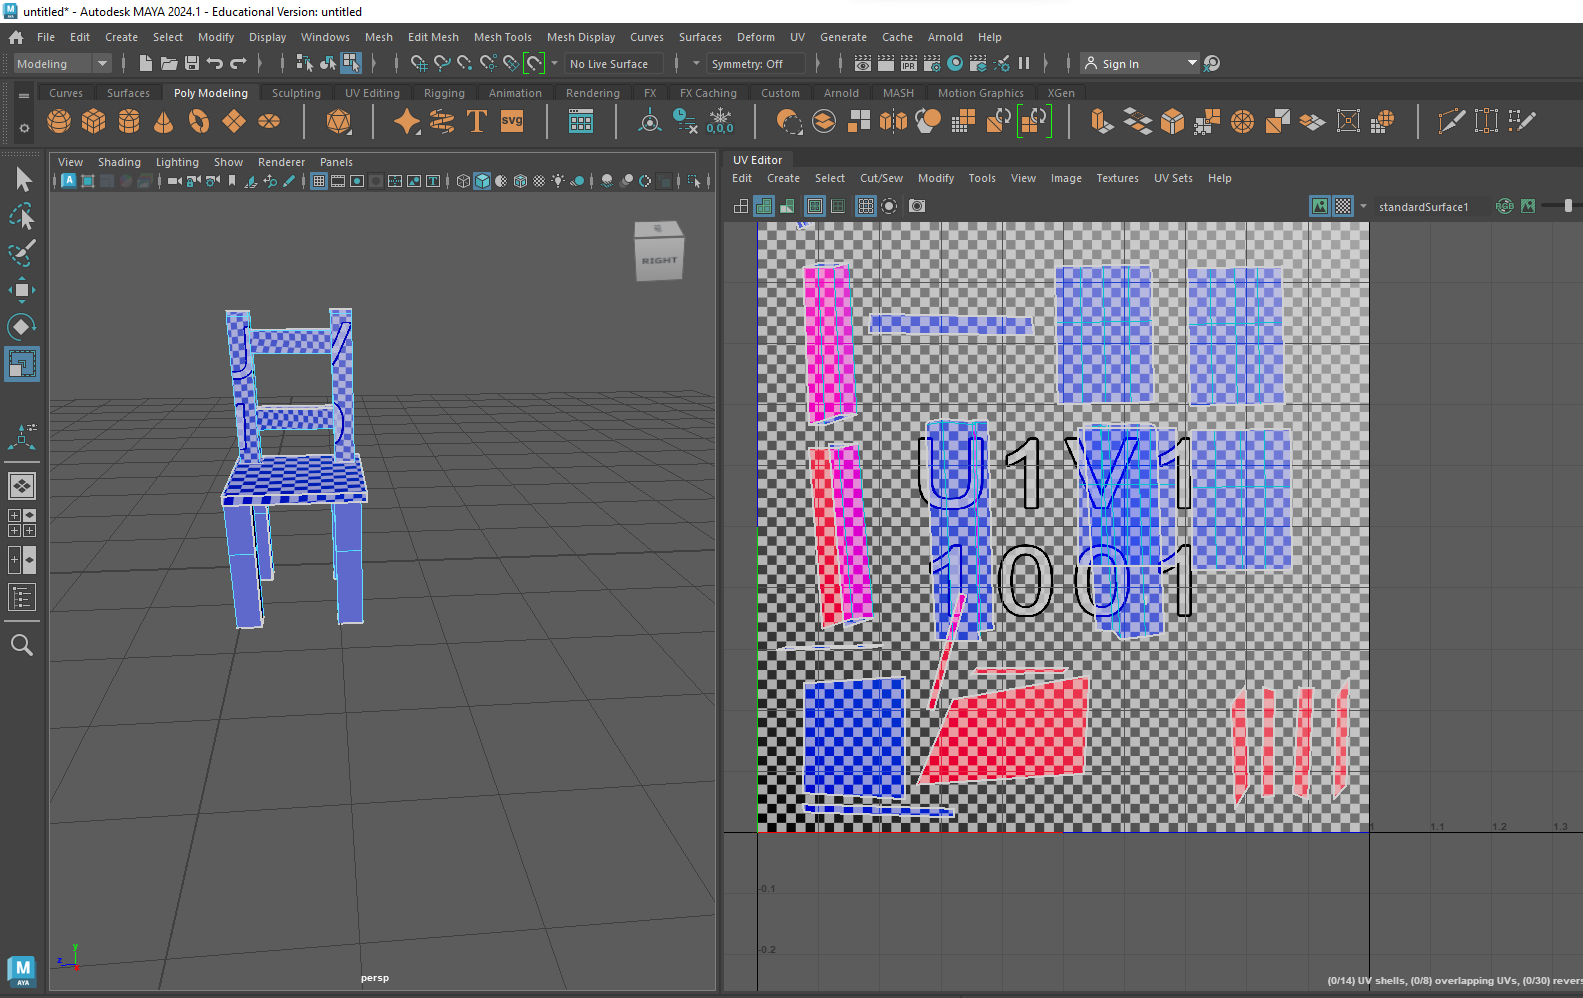 untitled* - Autodesk MAYA 2024.1 - Educational Version: untitled
File Edit Create Select Modify Display Windows Mesh Edit Mesh Mesh Tools Mesh Display Curves Surfaces Deform UV Generate Cache Arnold Help
Modeling No Live Surface Symmetry: Off IPR Sign In
Curves Surfaces Poly Modeling Sculpting UV Editing Rigging Animation Rendering FX FX Caching Custom Arnold MASH Motion Graphics XGen
T SVG 0,0,0
View Shading Lighting Show Renderer Panels
UV Editor
Edit Create Select Cut/Sew Modify Tools View Image Textures UV Sets Help
standardSurface1 RGB
RIGHT
U1V1
1001
1 1.1 1.2 1.3
-0.1
-0.2
y
z
persp
M
AYA
(0/14) UV shells, (0/8) overlapping UVs, (0/30) rever